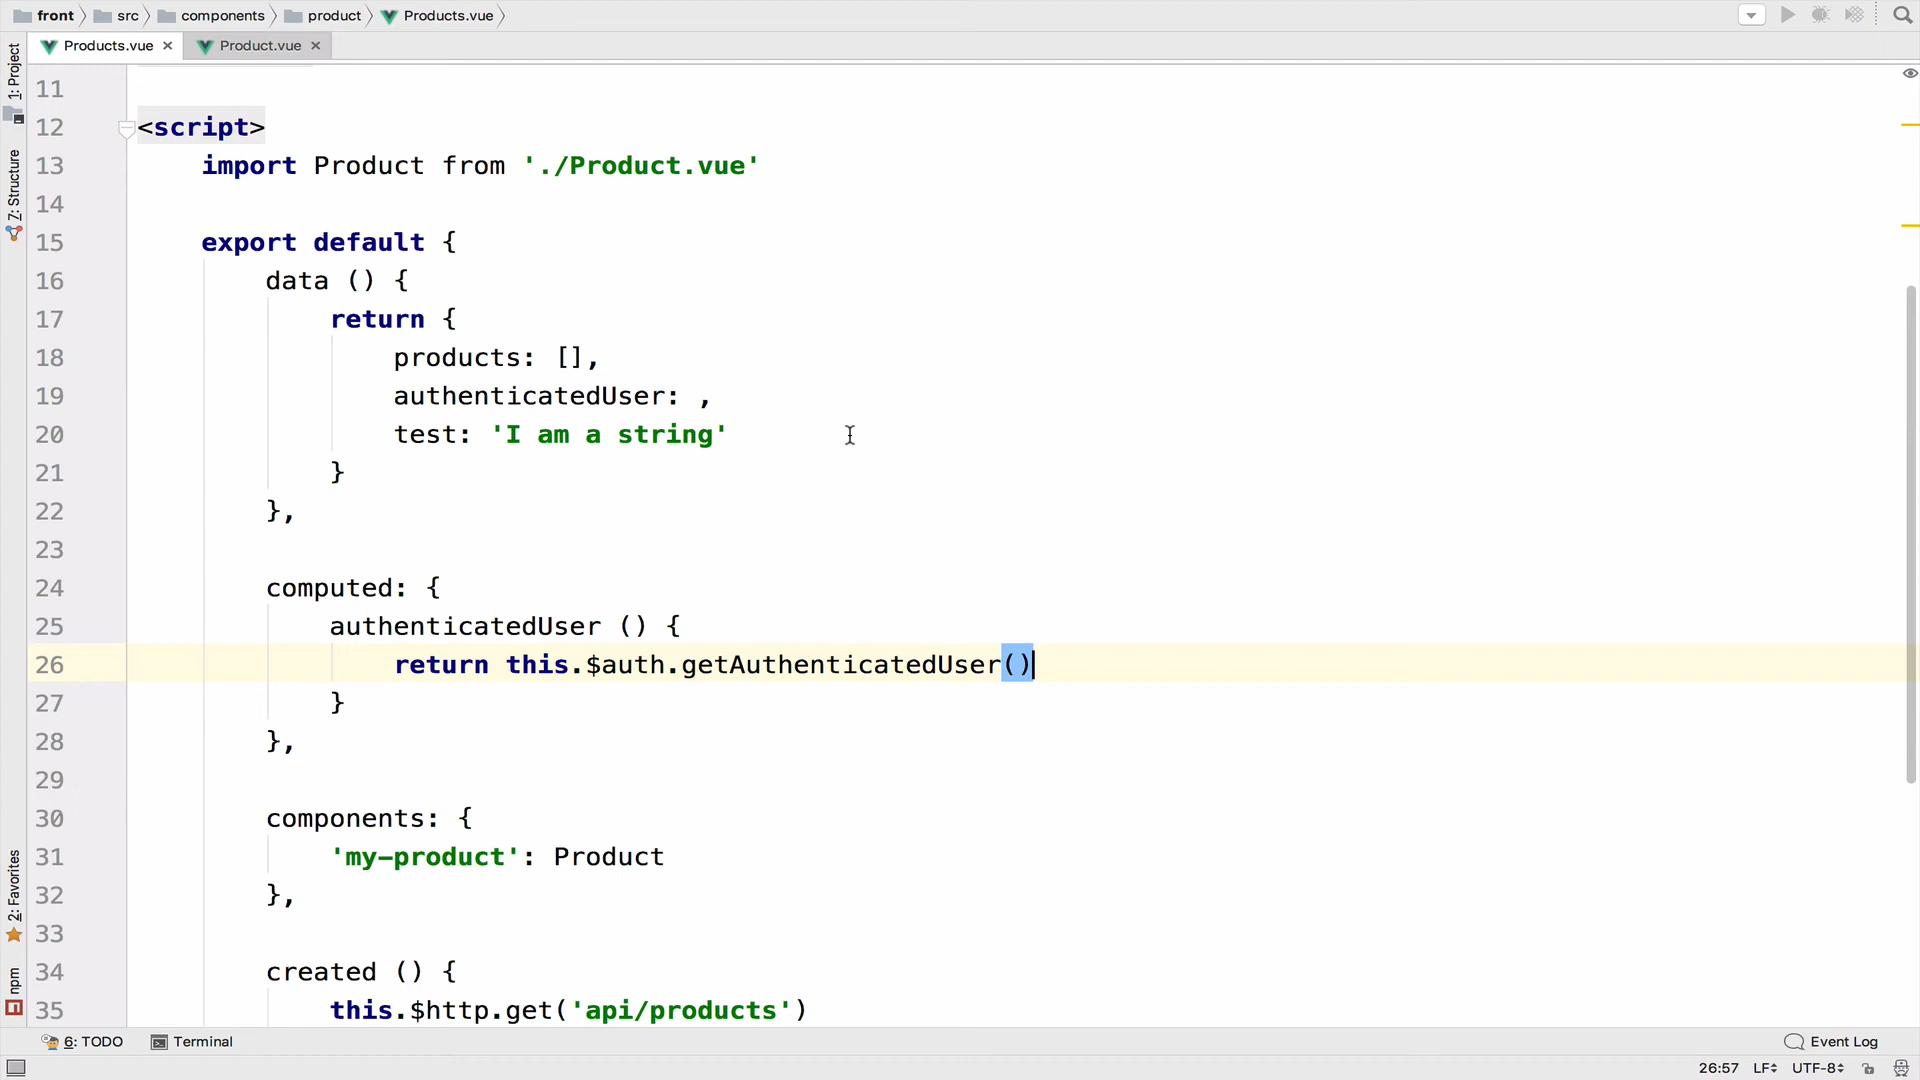 front src components product Products.vue
Products.vue Product.vue
1: Project
7: Structure
2: Favorites
npm
11
12 <script>
13 import Product from './Product.vue'
14
15 export default {
16 data () {
17 return {
18 products: [],
19 authenticatedUser: ,
20 test: 'I am a string'
21 }
22 },
23
24 computed: {
25 authenticatedUser () {
26 return this.$auth.getAuthenticatedUser()
27 }
28 },
29
30 components: {
31 'my-product': Product
32 },
33
34 created () {
35 this.$http.get('api/products')
6: TODO Terminal Event Log
26:57 LF UTF-8